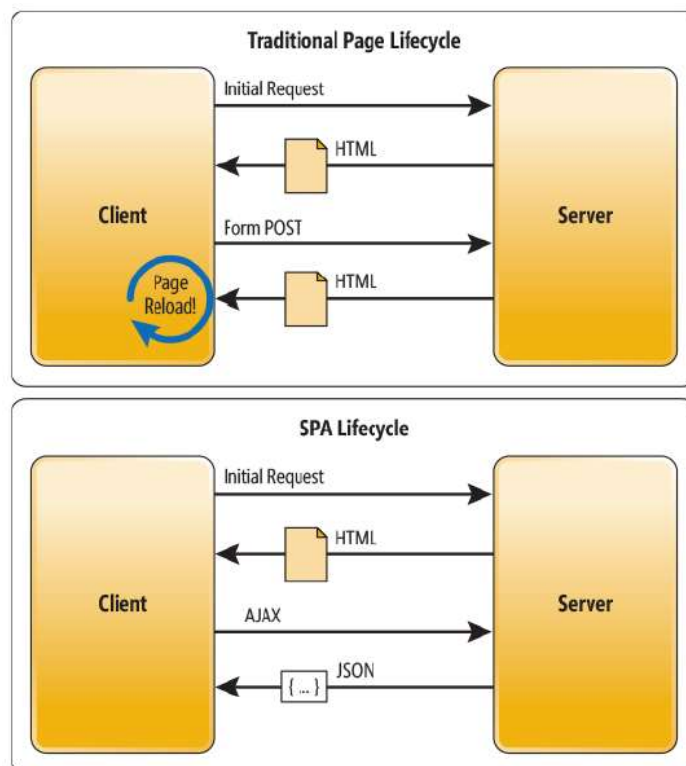 Traditional Page Lifecycle
Initial Request
HTML
Client
Server
Form POST
Page
Reload!
HTML
SPA Lifecycle
Initial Request
HTML
Client
Server
AJAX
{ ... }
JSON